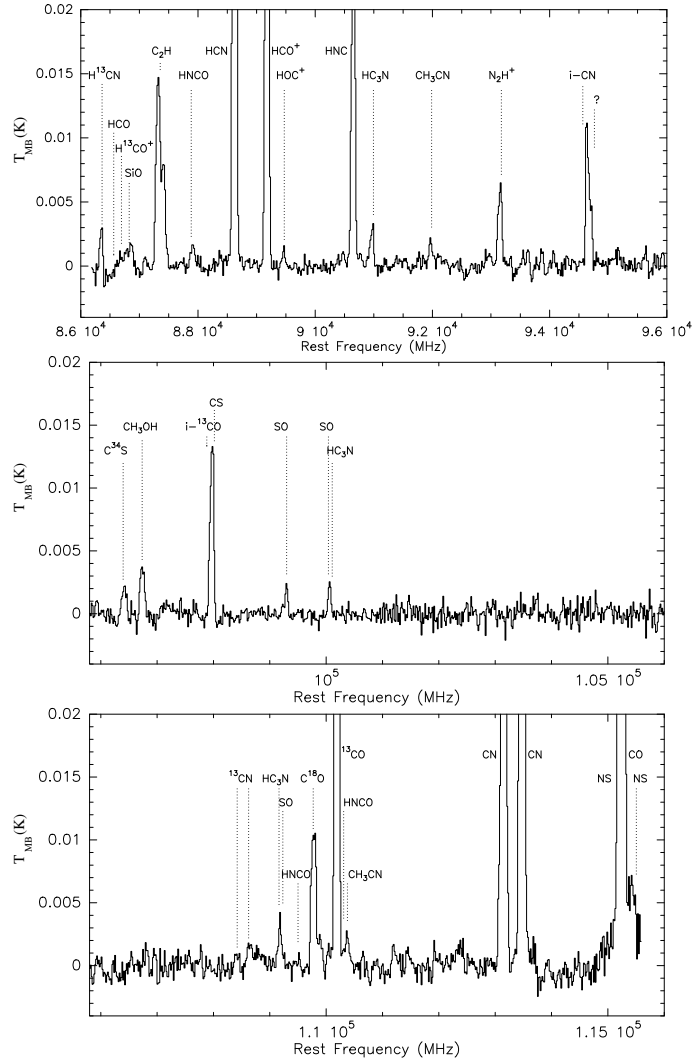 0.02
0.015
0.01
0.005
0
T_MB(K)
H¹³CN
HCO
H¹³CO⁺
SiO
C₂H
HNCO
HCN
HCO⁺
HOC⁺
HNC
HC₃N
CH₃CN
N₂H⁺
i-CN
?
8.6 10⁴ 8.8 10⁴ 9 10⁴ 9.2 10⁴ 9.4 10⁴ 9.6 10⁴
Rest Frequency (MHz)
0.02
0.015
0.01
0.005
0
T_MB(K)
C³⁴S
CH₃OH
i-¹³CO
CS
SO
SO
HC₃N
10⁵ 1.05 10⁵
Rest Frequency (MHz)
0.02
0.015
0.01
0.005
0
T_MB(K)
¹³CN
HC₃N
SO
HNCO
C¹⁸O
¹³CO
HNCO
CH₃CN
CN
CN
NS
CO
NS
1.1 10⁵ 1.15 10⁵
Rest Frequency (MHz)